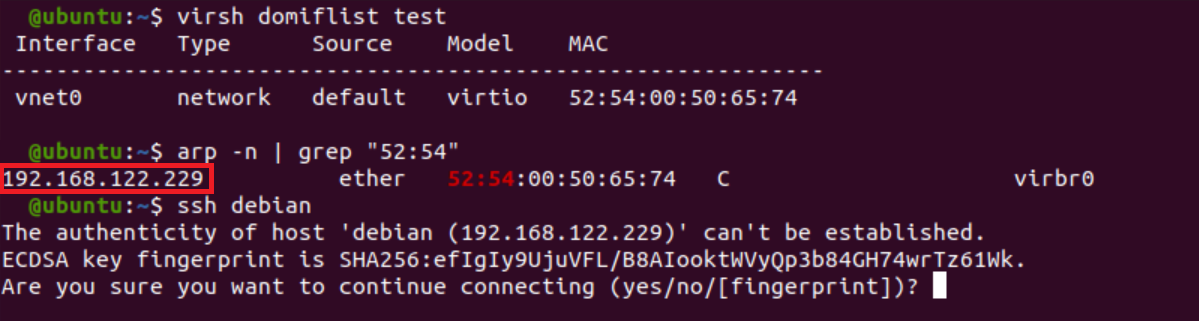 @ubuntu:~$ virsh domiflist test
Interface Type Source Model MAC
-------------------------------------------------------------
vnet0 network default virtio 52:54:00:50:65:74
@ubuntu:~$ arp -n | grep "52:54"
192.168.122.229 ether 52:54:00:50:65:74 C virbr0
@ubuntu:~$ ssh debian
The authenticity of host 'debian (192.168.122.229)' can't be established.
ECDSA key fingerprint is SHA256:efIgIy9UjuVFL/B8AIooktWVyQp3b84GH74wrTz61Wk.
Are you sure you want to continue connecting (yes/no/[fingerprint])?